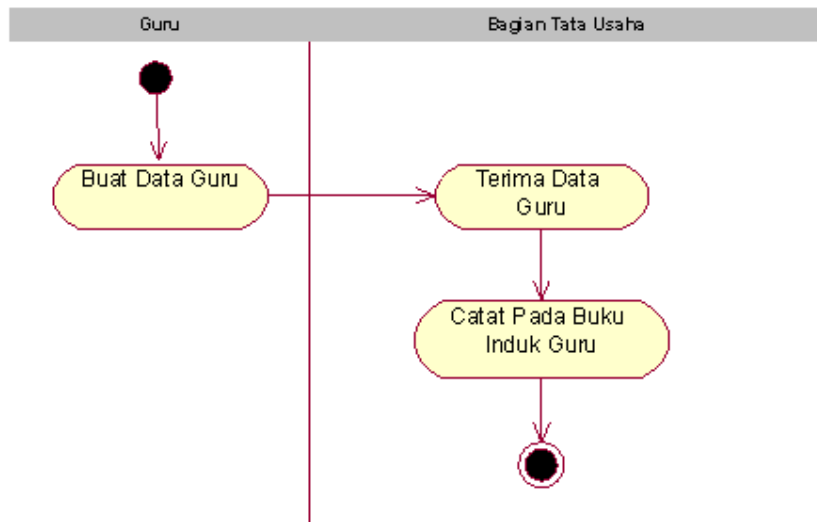 Guru
Bagian Tata Usaha
Buat Data Guru
Terima Data
Guru
Catat Pada Buku
Induk Guru